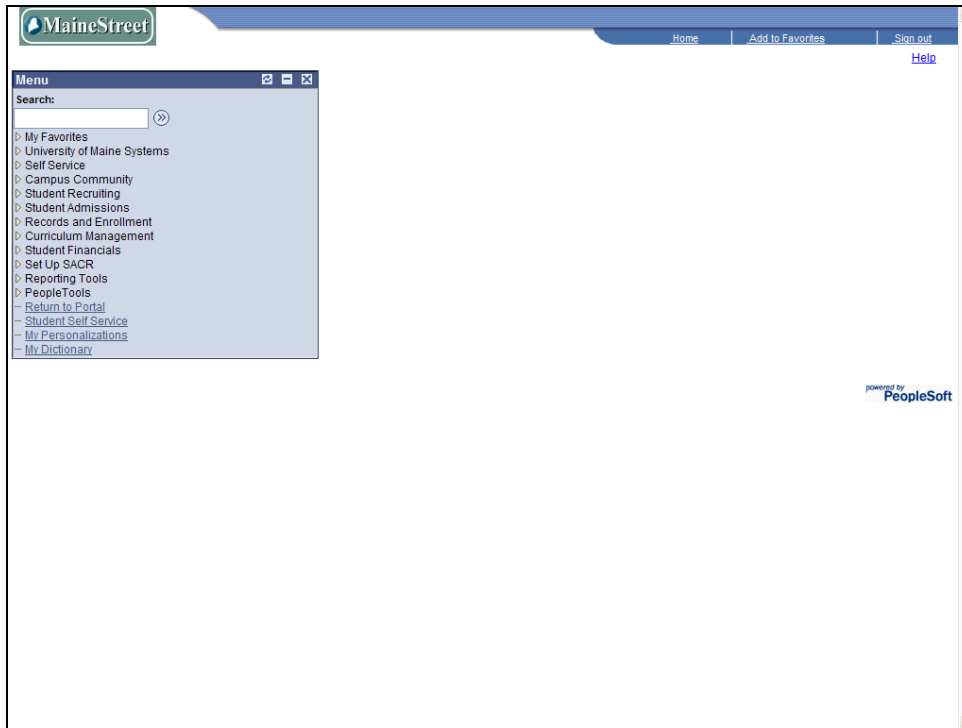 MaineStreet
Home Add to Favorites Sign out
Help
Menu
Search:
My Favorites
University of Maine Systems
Self Service
Campus Community
Student Recruiting
Student Admissions
Records and Enrollment
Curriculum Management
Student Financials
Set Up SACR
Reporting Tools
PeopleTools
Return to Portal
Student Self Service
My Personalizations
My Dictionary
powered by
PeopleSoft